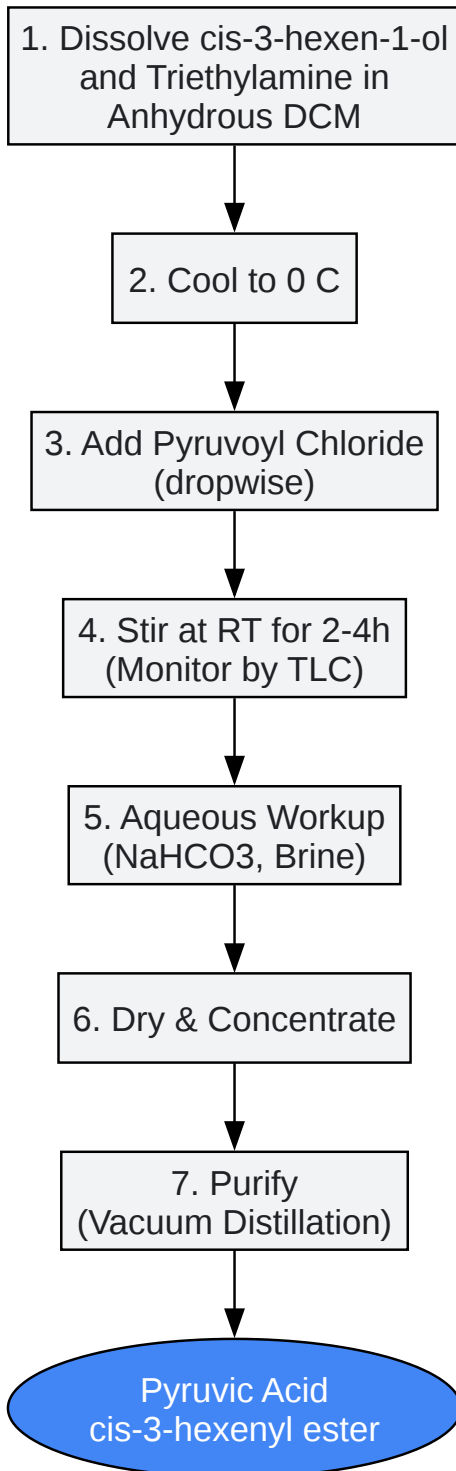 1. Dissolve cis-3-hexen-1-ol
and Triethylamine in
Anhydrous DCM
2. Cool to 0 C
3. Add Pyruvoyl Chloride
(dropwise)
4. Stir at RT for 2-4h
(Monitor by TLC)
5. Aqueous Workup
(NaHCO3, Brine)
6. Dry & Concentrate
7. Purify
(Vacuum Distillation)
Pyruvic Acid
cis-3-hexenyl ester